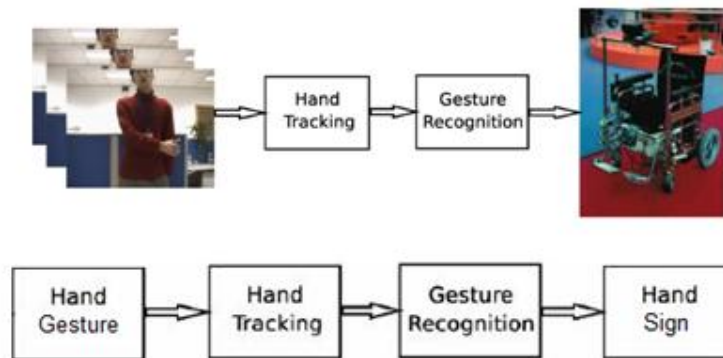 Hand
Tracking
Gesture
Recognition
Hand
Gesture
Hand
Tracking
Gesture
Recognition
Hand
Sign